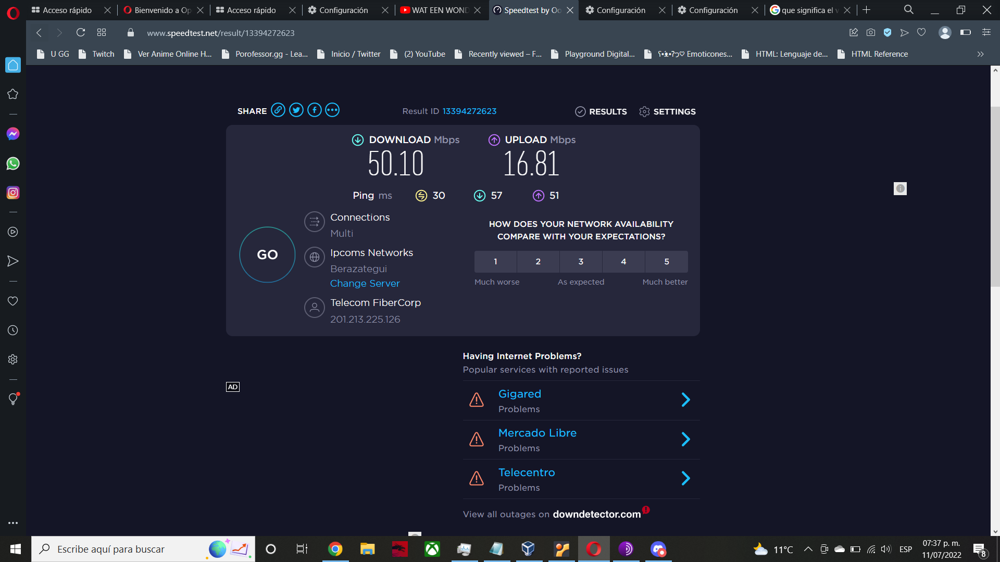 Acceso rápido
Bienvenido a Op
Acceso rápido
Configuración
WAT EEN WOND
Speedtest by Oo
Configuración
Configuración
que significa el v
www.speedtest.net/result/13394272623
U GG
Twitch
Ver Anime Online H...
Porofessor.gg - Lea...
Inicio / Twitter
(2) YouTube
Recently viewed – F...
Playground Digital...
Emoticones...
HTML: Lenguaje de...
HTML Reference
SHARE
Result ID 13394272623
RESULTS
SETTINGS
DOWNLOAD Mbps
50.10
UPLOAD Mbps
16.81
Ping ms
30
57
51
GO
Connections
Multi
Ipcoms Networks
Berazategui
Change Server
Telecom FiberCorp
201.213.225.126
HOW DOES YOUR NETWORK AVAILABILITY
COMPARE WITH YOUR EXPECTATIONS?
1 2 3 4 5
Much worse As expected Much better
Having Internet Problems?
Popular services with reported issues
AD
Gigared
Problems
Mercado Libre
Problems
Telecentro
Problems
View all outages on downdetector.com
Escribe aquí para buscar
11°C
ESP
07:37 p. m.
11/07/2022
8